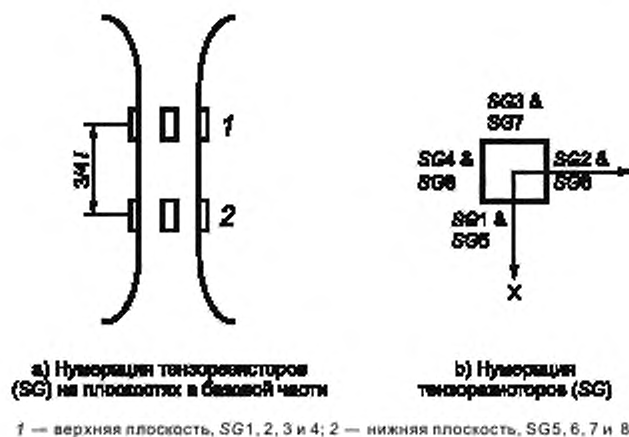 1
3/4 l
2
SG3 &
SG7
SG4 &
SG8
SG2 &
SG6
SG1 &
SG5
X
a) Нумерация тензорезисторов
(SG) на плоскостях в базовой части
b) Нумерация
тензорезисторов (SG)
1 — верхняя плоскость, SG1, 2, 3 и 4; 2 — нижняя плоскость, SG5, 6, 7 и 8